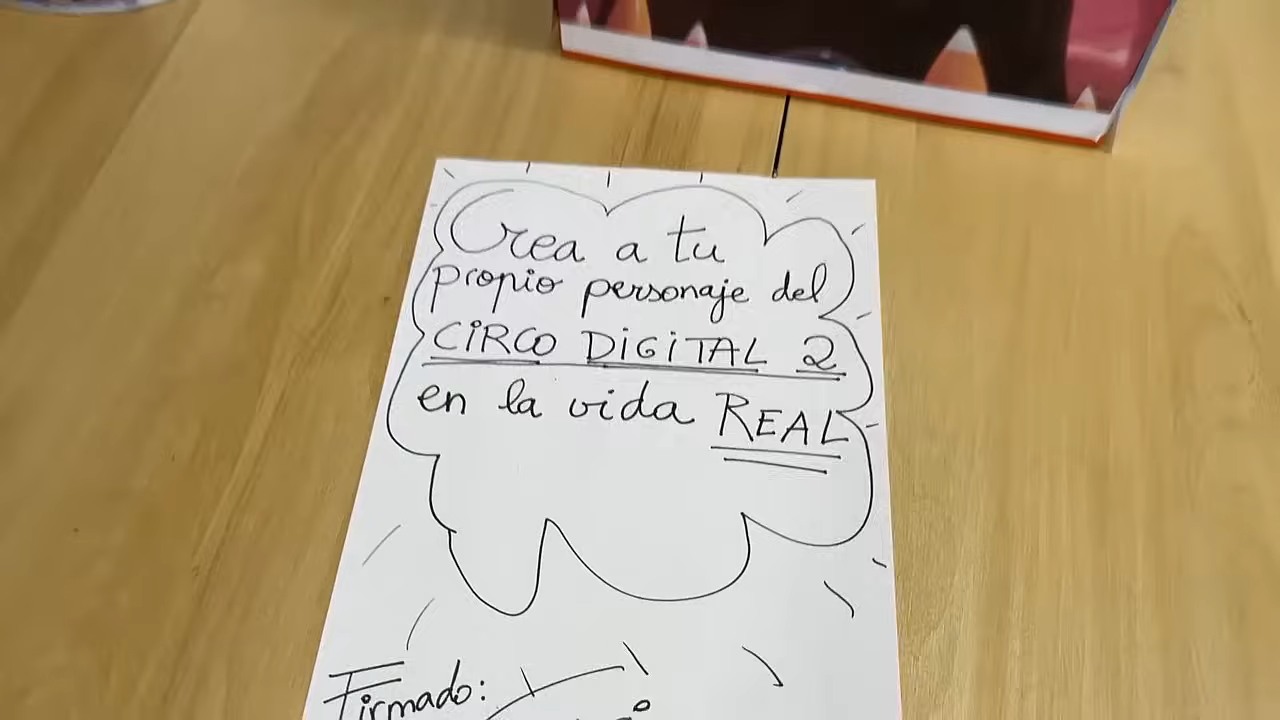 Crea a tu
propio personaje del
CiRCO DiGiTAL 2
en la vida REAL
Firmado: